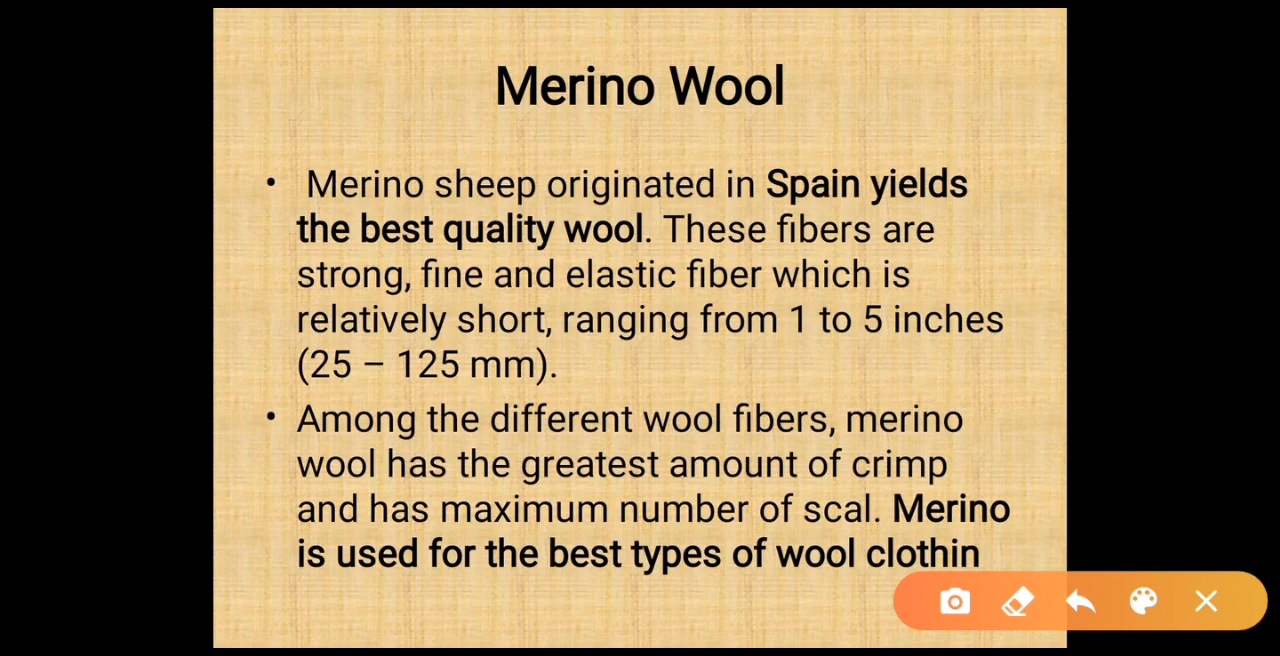 Merino Wool
• Merino sheep originated in Spain yields
the best quality wool. These fibers are
strong, fine and elastic fiber which is
relatively short, ranging from 1 to 5 inches
(25 – 125 mm).
• Among the different wool fibers, merino
wool has the greatest amount of crimp
and has maximum number of scal. Merino
is used for the best types of wool clothin